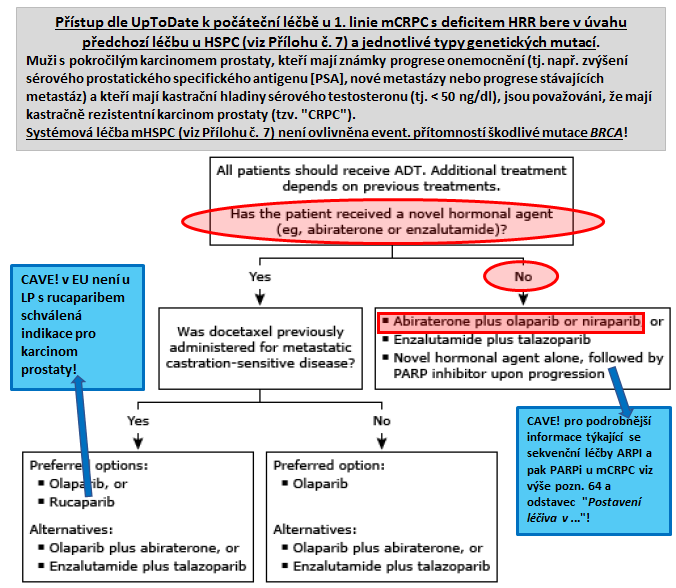 Přístup dle UpToDate k počáteční léčbě u 1. linie mCRPC s deficitem HRR bere v úvahu
předchozí léčbu u HSPC (viz Přílohu č. 7) a jednotlivé typy genetických mutací.
Muži s pokročilým karcinomem prostaty, kteří mají známky progrese onemocnění (tj. např. zvýšení
sérového prostatického specifického antigenu [PSA], nové metastázy nebo progrese stávajících
metastáz) a kteří mají kastrační hladiny sérového testosteronu (tj. < 50 ng/dl), jsou považováni, že mají
kastračně rezistentní karcinom prostaty (tzv. "CRPC").
Systémová léčba mHSPC (viz Přílohu č. 7) není ovlivněna event. přítomností škodlivé mutace BRCA!
All patients should receive ADT. Additional treatment
depends on previous treatments.
Has the patient received a novel hormonal agent
(eg, abiraterone or enzalutamide)?
Yes
No
CAVE! v EU není u
LP s rucaparibem
schválená
indikace pro
karcinom
prostaty!
Was docetaxel previously
administered for metastatic
castration-sensitive disease?
▪ Abiraterone plus olaparib or niraparib, or
▪ Enzalutamide plus talazoparib
▪ Novel hormonal agent alone, followed by
PARP inhibitor upon progression
Yes
No
CAVE! pro podrobnější
informace týkající se
sekvenční léčby ARPI a
pak PARPi u mCRPC viz
výše pozn. 64 a
odstavec "Postavení
léčiva v ..."!
Preferred options:
▪ Olaparib, or
▪ Rucaparib
Alternatives:
▪ Olaparib plus abiraterone, or
▪ Enzalutamide plus talazoparib
Preferred option:
▪ Olaparib
Alternatives:
▪ Olaparib plus abiraterone, or
▪ Enzalutamide plus talazoparib